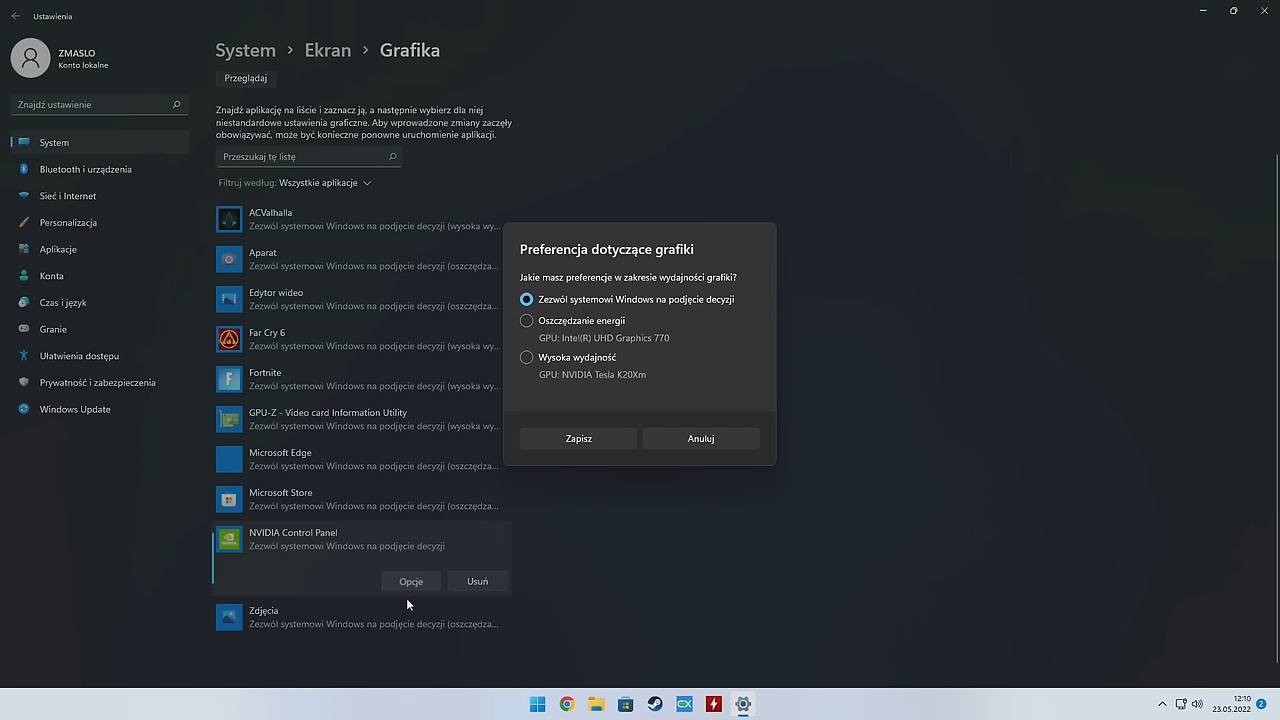 Ustawienia
ZMASLO
Konto lokalne
Znajdź ustawienie
System
Bluetooth i urządzenia
Sieć i Internet
Personalizacja
Aplikacje
Konta
Czas i język
Granie
Ułatwienia dostępu
Prywatność i zabezpieczenia
Windows Update
System > Ekran > Grafika
Przeglądaj
Znajdź aplikację na liście i zaznacz ją, a następnie wybierz dla niej
niestandardowe ustawienia graficzne. Aby wprowadzone zmiany zaczęły
obowiązywać, może być konieczne ponowne uruchomienie aplikacji.
Przeszukaj tę listę
Filtruj według: Wszystkie aplikacje
ACValhalla
Zezwól systemowi Windows na podjęcie decyzji (wysoka wy...
Aparat
Zezwól systemowi Windows na podjęcie decyzji (oszczędza...
Edytor wideo
Zezwól systemowi Windows na podjęcie decyzji (oszczędza...
Far Cry 6
Zezwól systemowi Windows na podjęcie decyzji (wysoka wy...
Fortnite
Zezwól systemowi Windows na podjęcie decyzji (wysoka wy...
GPU-Z - Video card Information Utility
Zezwól systemowi Windows na podjęcie decyzji (wysoka wy...
Microsoft Edge
Zezwól systemowi Windows na podjęcie decyzji (oszczędza...
Microsoft Store
Zezwól systemowi Windows na podjęcie decyzji (oszczędza...
NVIDIA Control Panel
Zezwól systemowi Windows na podjęcie decyzji
Opcje
Usuń
Zdjęcia
Zezwól systemowi Windows na podjęcie decyzji (oszczędza...
Preferencja dotyczące grafiki
Jakie masz preferencje w zakresie wydajności grafiki?
Zezwól systemowi Windows na podjęcie decyzji
Oszczędzanie energii
GPU: Intel(R) UHD Graphics 770
Wysoka wydajność
GPU: NVIDIA Tesla K20Xm
Zapisz
Anuluj
CX
12:10
23.05.2022
2